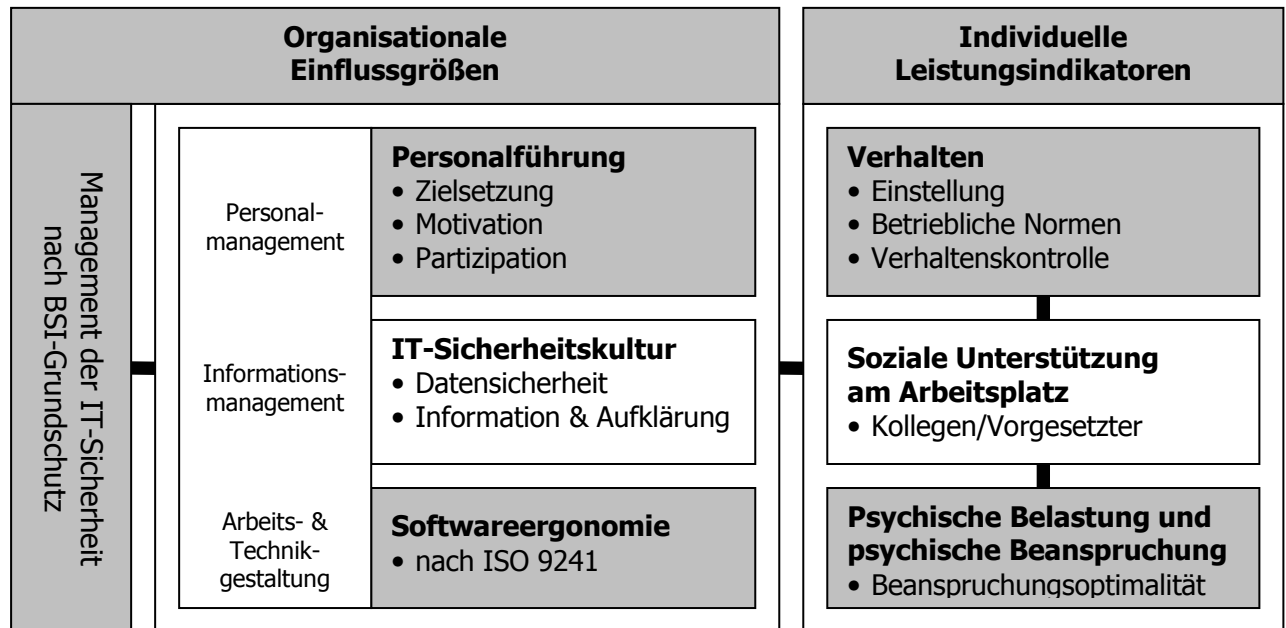 Organisationale
Einflussgrößen
Individuelle
Leistungsindikatoren
Management der IT-Sicherheit
nach BSI-Grundschutz
Personal-
management
Personalführung
• Zielsetzung
• Motivation
• Partizipation
Informations-
management
IT-Sicherheitskultur
• Datensicherheit
• Information & Aufklärung
Arbeits- &
Technik-
gestaltung
Softwareergonomie
• nach ISO 9241
Verhalten
• Einstellung
• Betriebliche Normen
• Verhaltenskontrolle
Soziale Unterstützung
am Arbeitsplatz
• Kollegen/Vorgesetzter
Psychische Belastung und
psychische Beanspruchung
• Beanspruchungsoptimalität